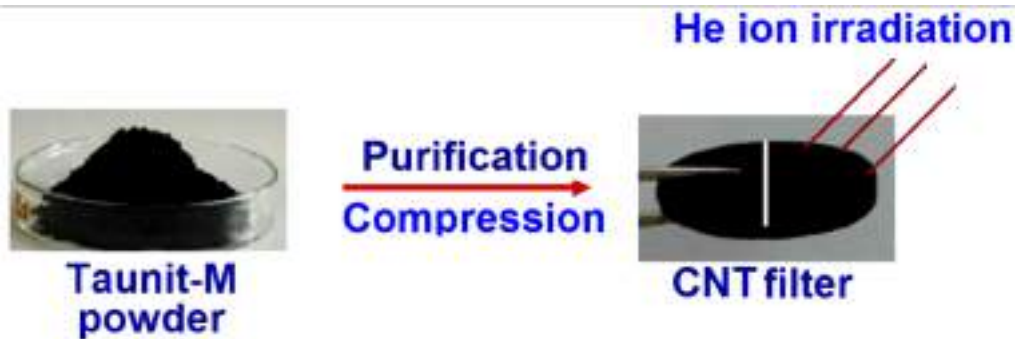 He ion irradiation
Purification
Compression
Taunit-M
powder
CNT filter